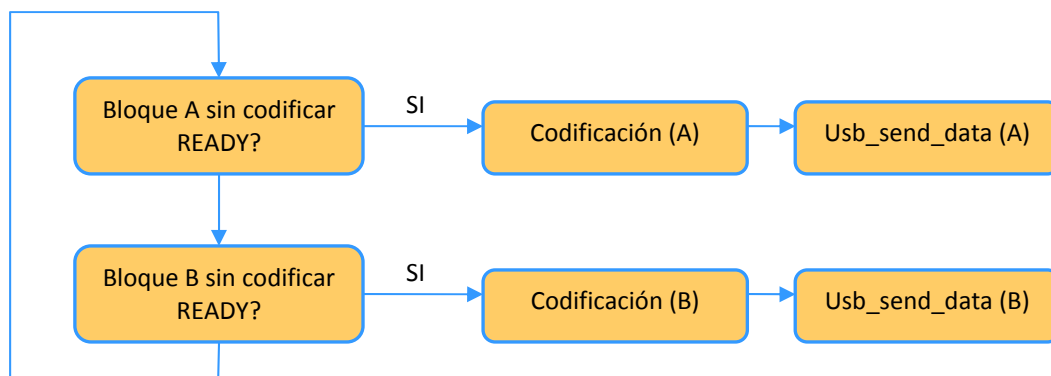 Bloque A sin codificar
READY?
SI
Codificación (A)
Usb_send_data (A)
Bloque B sin codificar
READY?
SI
Codificación (B)
Usb_send_data (B)